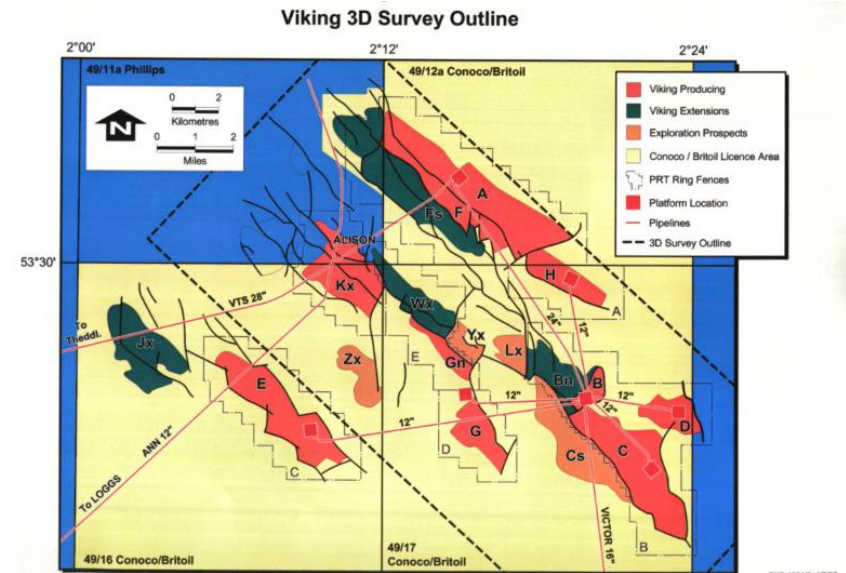 Viking 3D Survey Outline
2°00'
2°12'
2°24'
49/11a Phillips
49/12a Conoco/Britoil
0 2
Kilometres
0 1 2
Miles
N
Viking Producing
Viking Extensions
Exploration Prospects
Conoco / Britoil Licence Area
PRT Ring Fences
Platform Location
Pipelines
3D Survey Outline
A
Fs
F
ALISON
53°30'
H
Kx
A
VTS 28"
Wx
24"
12"
To
Theddl.
Jx
Yx
Lx
Zx
E
Gn
Bn
B
E
12"
12"
12"
D
12"
G
C
ANN 12"
D
Cs
C
To LOGGS
VICTOR 16"
B
49/16 Conoco/Britoil
49/17
Conoco/Britoil